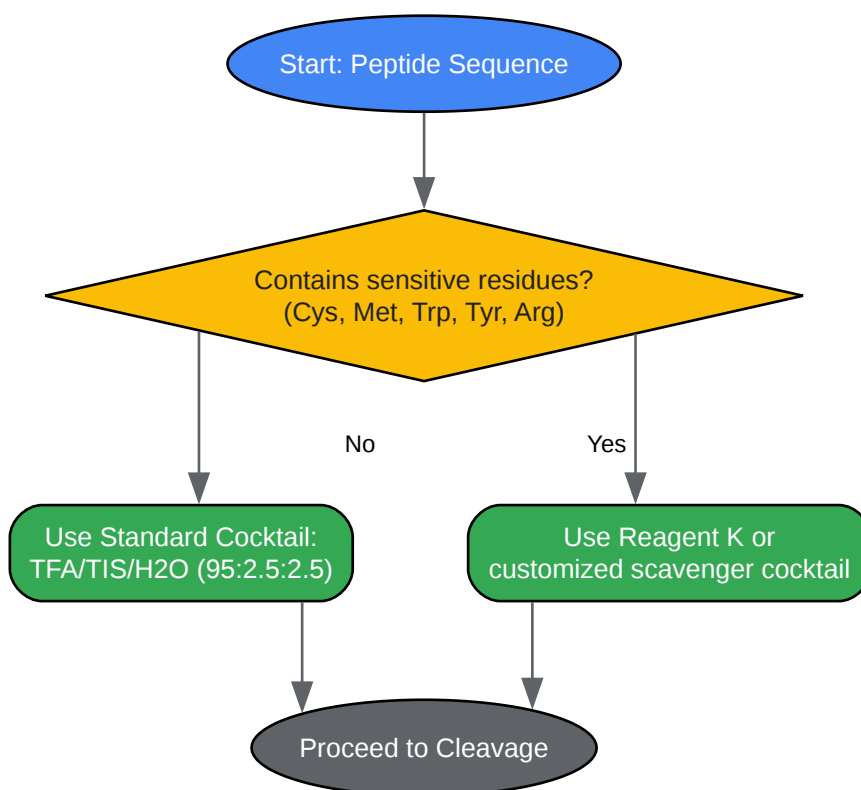 Start: Peptide Sequence
Contains sensitive residues?
(Cys, Met, Trp, Tyr, Arg)
No
Yes
Use Standard Cocktail:
TFA/TIS/H2O (95:2.5:2.5)
Use Reagent K or
customized scavenger cocktail
Proceed to Cleavage